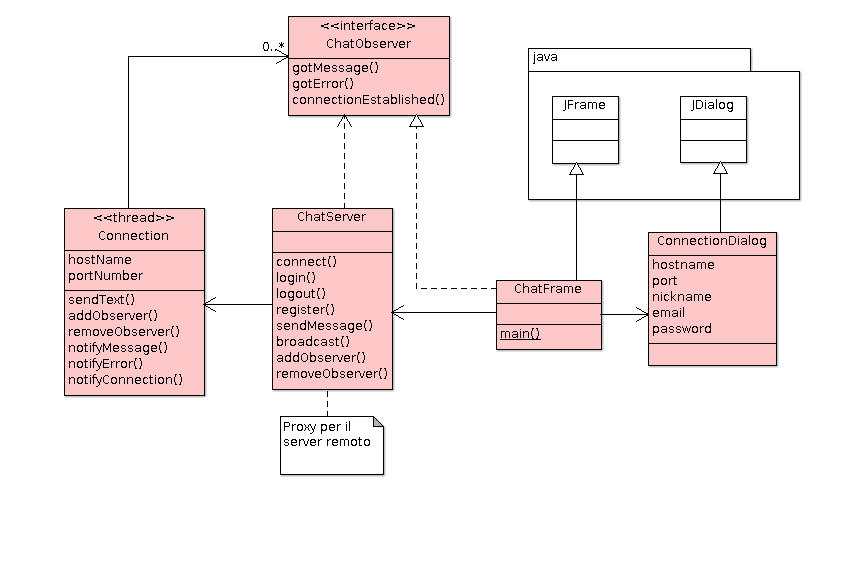 <<interface>>
ChatObserver
gotMessage()
gotError()
connectionEstablished()
0..*
java
JFrame
JDialog
<<thread>>
Connection
hostName
portNumber
sendText()
addObserver()
removeObserver()
notifyMessage()
notifyError()
notifyConnection()
ChatServer
connect()
login()
logout()
register()
sendMessage()
broadcast()
addObserver()
removeObserver()
Proxy per il
server remoto
ChatFrame
main()
ConnectionDialog
hostname
port
nickname
email
password